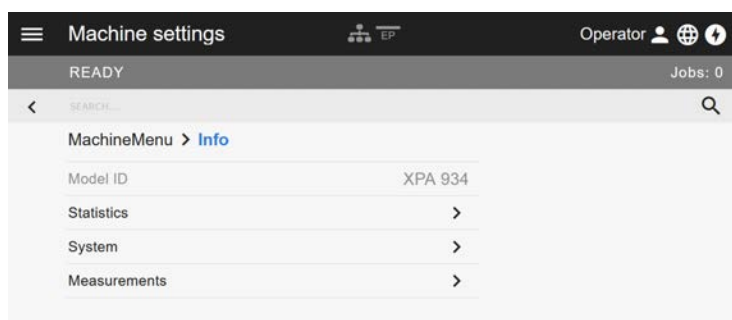 Machine settings EP Operator
READY Jobs: 0
SEARCH...
MachineMenu > Info
Model ID XPA 934
Statistics
System
Measurements